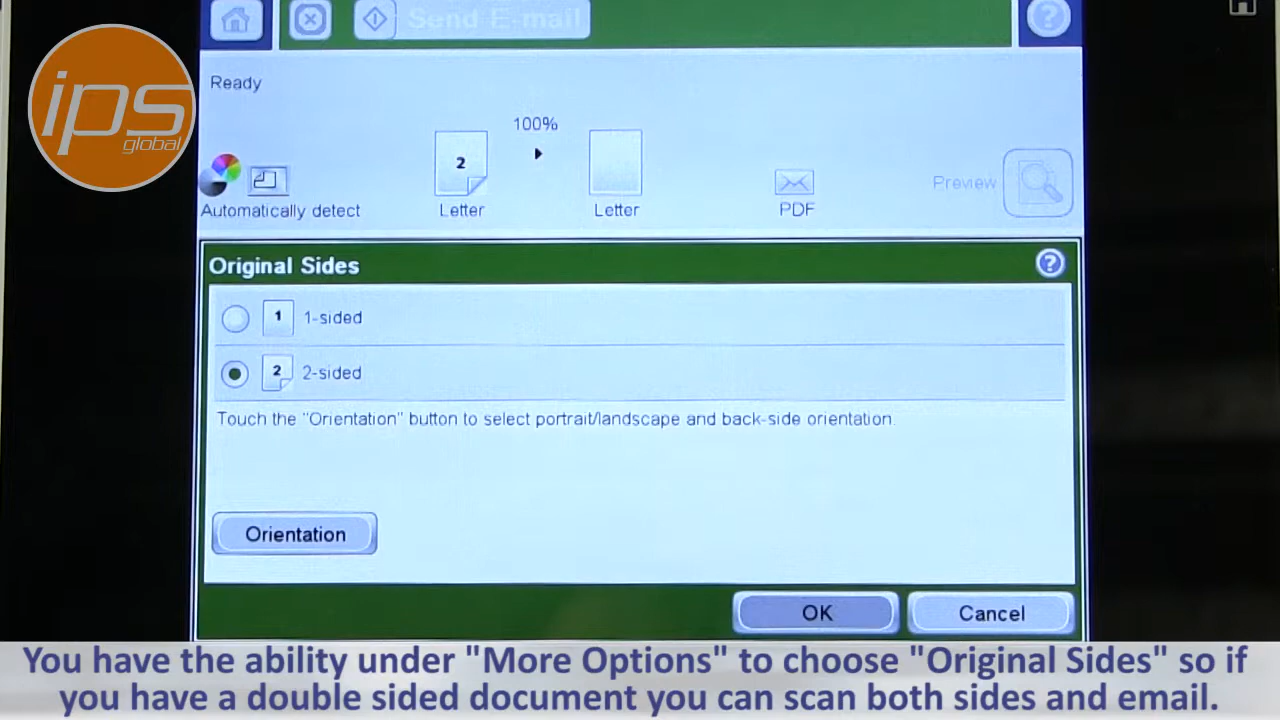 Send E-mail
ips
global
Ready
100%
2
Automatically detect
Letter
Letter
PDF
Preview
Original Sides
1 1-sided
2 2-sided
Touch the "Orientation" button to select portrait/landscape and back-side orientation.
Orientation
OK
Cancel
You have the ability under "More Options" to choose "Original Sides" so if
you have a double sided document you can scan both sides and email.